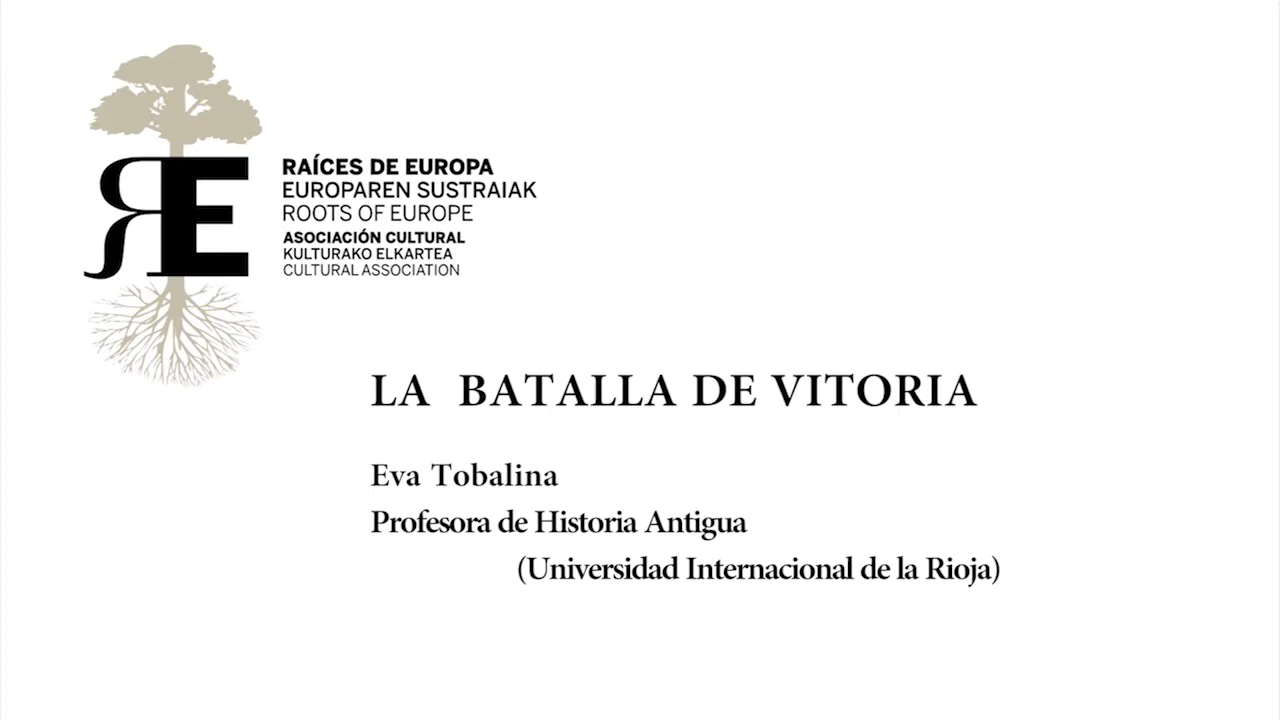 RE
RAÍCES DE EUROPA
EUROPAREN SUSTRAIAK
ROOTS OF EUROPE
ASOCIACIÓN CULTURAL
KULTURAKO ELKARTEA
CULTURAL ASSOCIATION
LA BATALLA DE VITORIA
Eva Tobalina
Profesora de Historia Antigua
(Universidad Internacional de la Rioja)